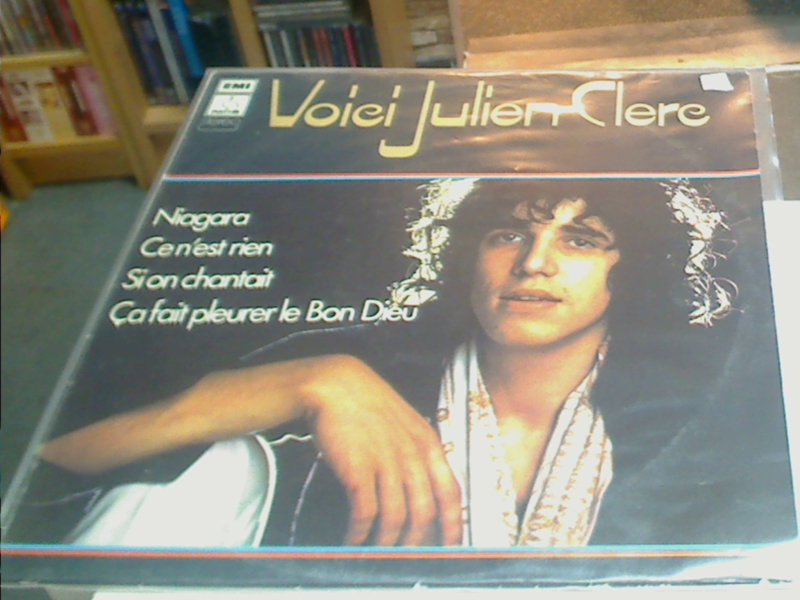 EMI
Voici Julien Clerc
Niagara
Ce n'est rien
Si on chantait
Ça fait pleurer le Bon Dieu